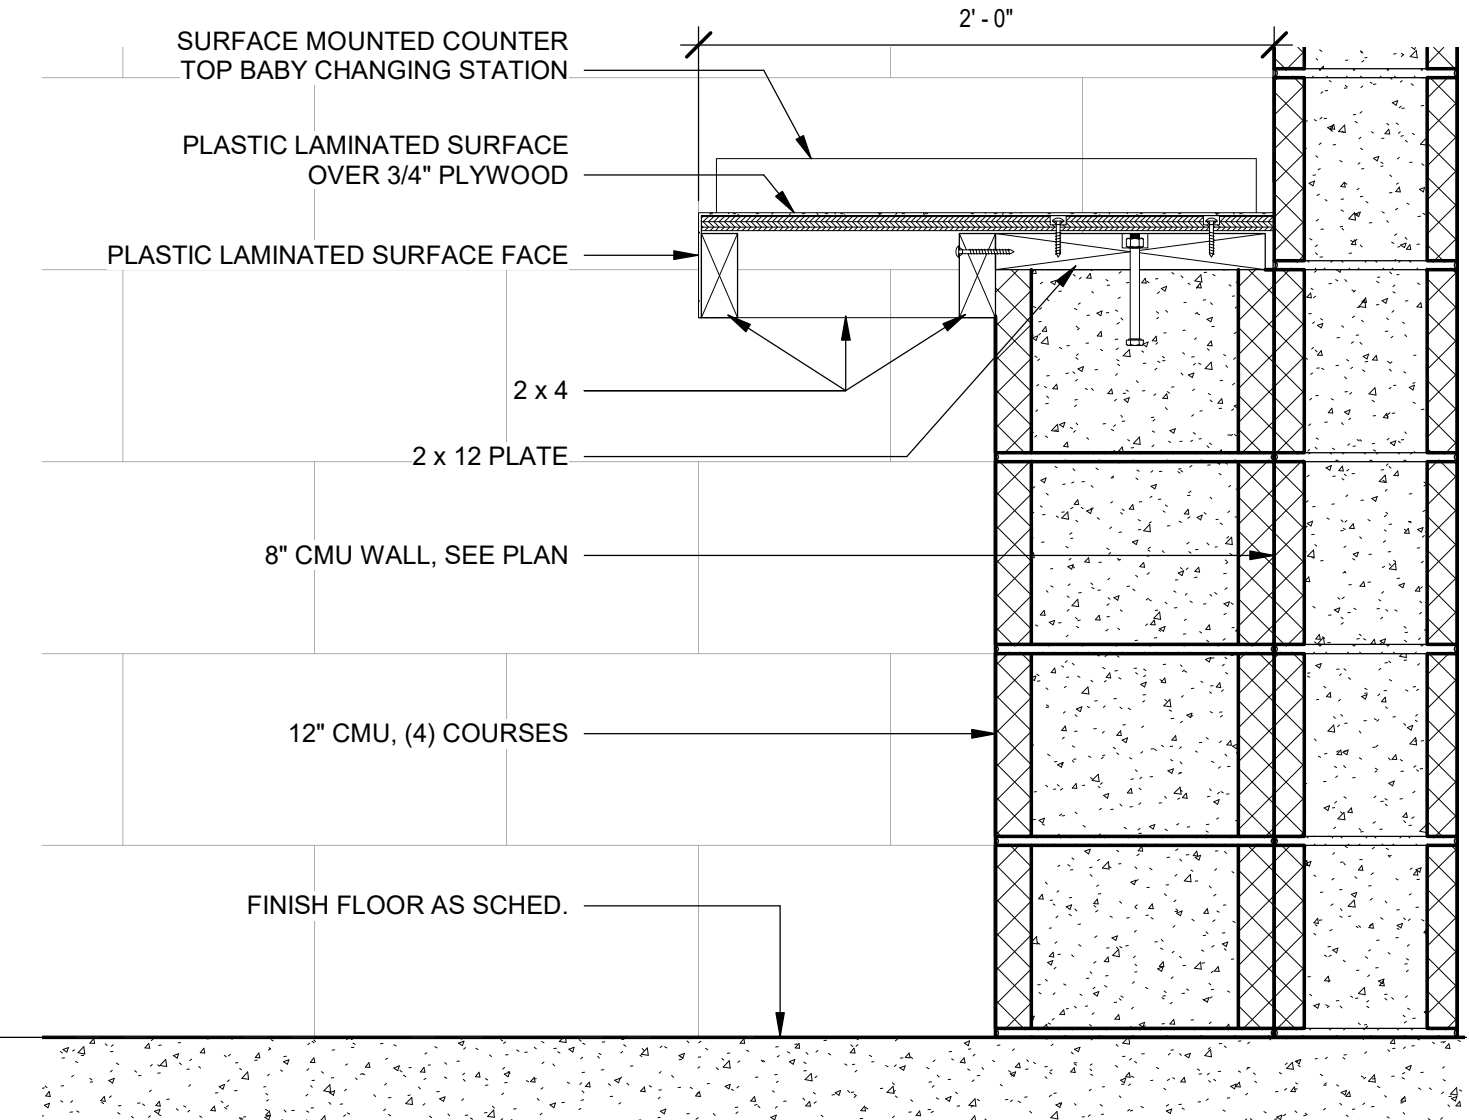 2' - 0"
SURFACE MOUNTED COUNTER
TOP BABY CHANGING STATION
PLASTIC LAMINATED SURFACE
OVER 3/4" PLYWOOD
PLASTIC LAMINATED SURFACE FACE
2 x 4
2 x 12 PLATE
8" CMU WALL, SEE PLAN
12" CMU, (4) COURSES
FINISH FLOOR AS SCHED.